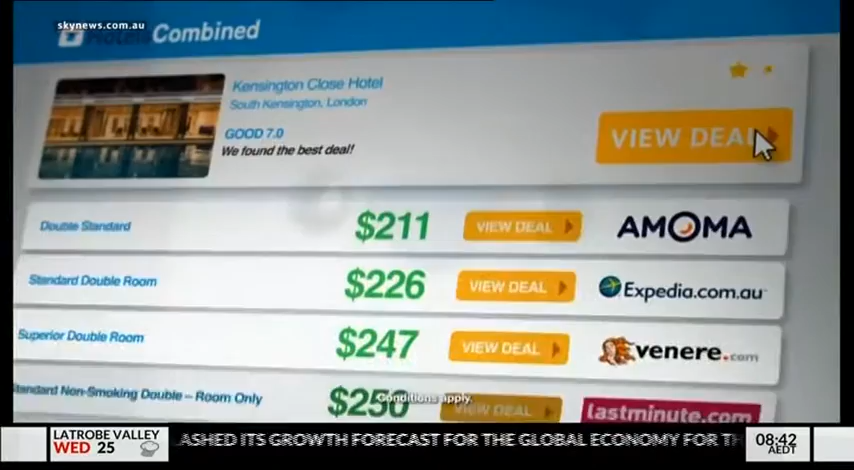 skynews.com.au
Hotels Combined
Kensington Close Hotel
South Kensington, London
GOOD 7.0
We found the best deal!
VIEW DEAL
Double Standard $211 VIEW DEAL AMOMA
Standard Double Room $226 VIEW DEAL Expedia.com.au
Superior Double Room $247 VIEW DEAL venere.com
Standard Non-Smoking Double – Room Only $256 VIEW DEAL lastminute.com
Conditions apply.
LATROBE VALLEY
WED 25
ASHED ITS GROWTH FORECAST FOR THE GLOBAL ECONOMY FOR TH
08:42
AEDT